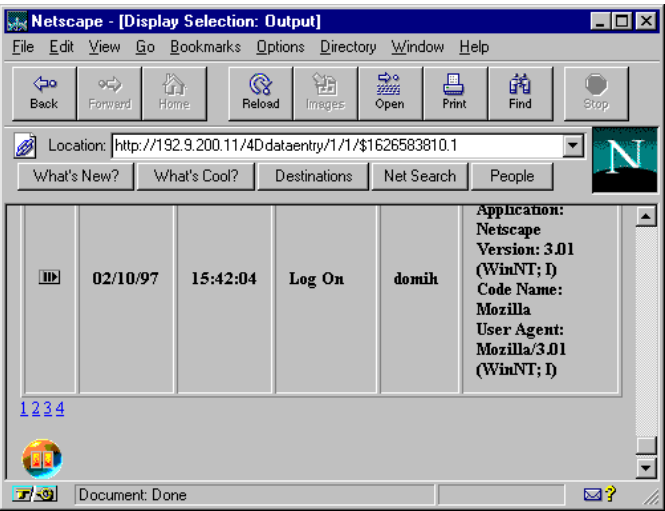 Netscape - [Display Selection: Output]
File Edit View Go Bookmarks Options Directory Window Help
Back Forward Home Reload Images Open Print Find Stop
Location: http://192.9.200.11/4Ddataentry/1/1/$1626583810.1
N
What's New? What's Cool? Destinations Net Search People
02/10/97 15:42:04 Log On domih
Application:
Netscape
Version: 3.01
(WinNT; I)
Code Name:
Mozilla
User Agent:
Mozilla/3.01
(WinNT; I)
1 2 3 4
Document: Done